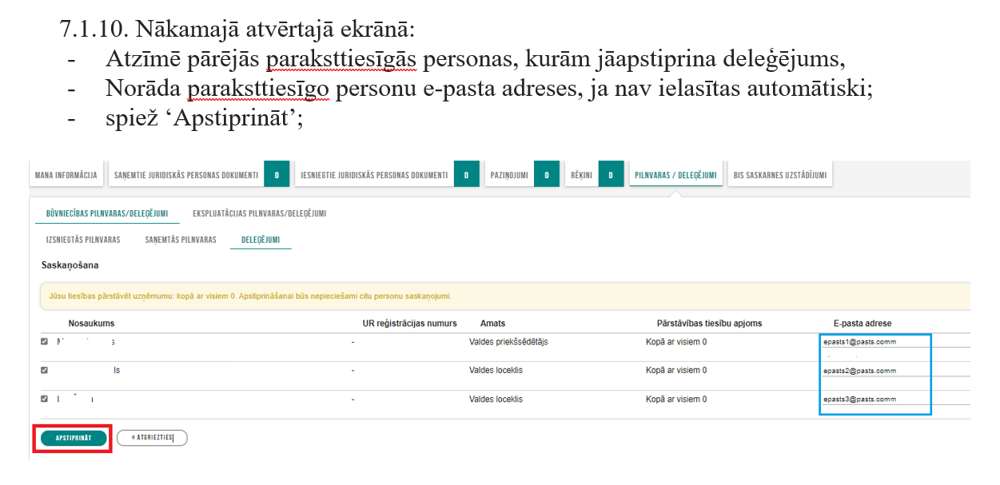 7.1.10. Nākamajā atvērtajā ekrānā:
- Atzīmē pārējās paraksttiesīgās personas, kurām jāapstiprina deleģējums,
- Norāda paraksttiesīgo personu e-pasta adreses, ja nav ielasītas automātiski;
- spiež ‘Apstiprināt’;
MANA INFORMĀCIJA SAŅEMTIE JURIDISKĀS PERSONAS DOKUMENTI 0 IESNIEGTIE JURIDISKĀS PERSONAS DOKUMENTI 0 PAZIŅOJUMI 0 RĒĶINI 0 PILNVARAS / DELEĢĒJUMI BIS SASKARNES UZSTĀDĪJUMI
BŪVNIECĪBAS PILNVARAS/DELEĢĒJUMI EKSPLUATĀCIJAS PILNVARAS/DELEĢĒJUMI
IZSNIEGTĀS PILNVARAS SAŅEMTĀS PILNVARAS DELEĢĒJUMI
Saskaņošana
Jūsu tiesības pārstāvēt uzņēmumu: kopā ar visiem 0. Apstiprināšanai būs nepieciešami citu personu saskaņojumi.
Nosaukums UR reģistrācijas numurs Amats Pārstāvības tiesību apjoms E-pasta adrese
- Valdes priekšsēdētājs Kopā ar visiem 0 epasts1@pasts.comm
ls - Valdes loceklis Kopā ar visiem 0 epasts2@pasts.comm
- Valdes loceklis Kopā ar visiem 0 epasts3@pasts.comm
APSTIPRINĀT « ATGRIEZTIES